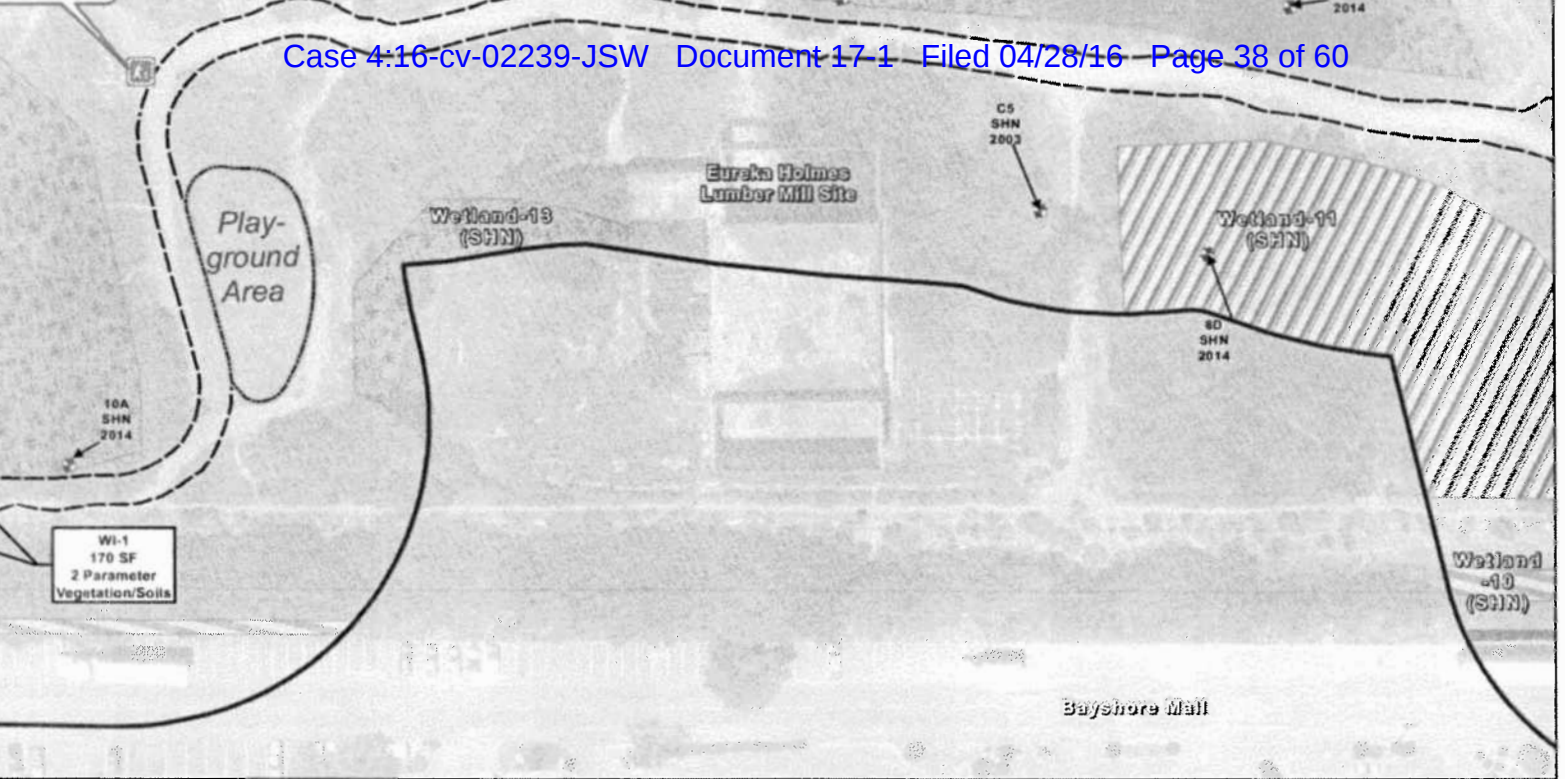 2014
Case 4:16-cv-02239-JSW Document 17-1 Filed 04/28/16 Page 38 of 60
C5
SHN
2003
Eureka Holmes
Lumber Mill Site
Play-
ground
Area
Wetland-13
(SHN)
Wetland-11
(SHN)
8D
SHN
2014
10A
SHN
2014
WI-1
170 SF
2 Parameter
Vegetation/Soils
Wetland
-10
(SHN)
Bayshore Mall